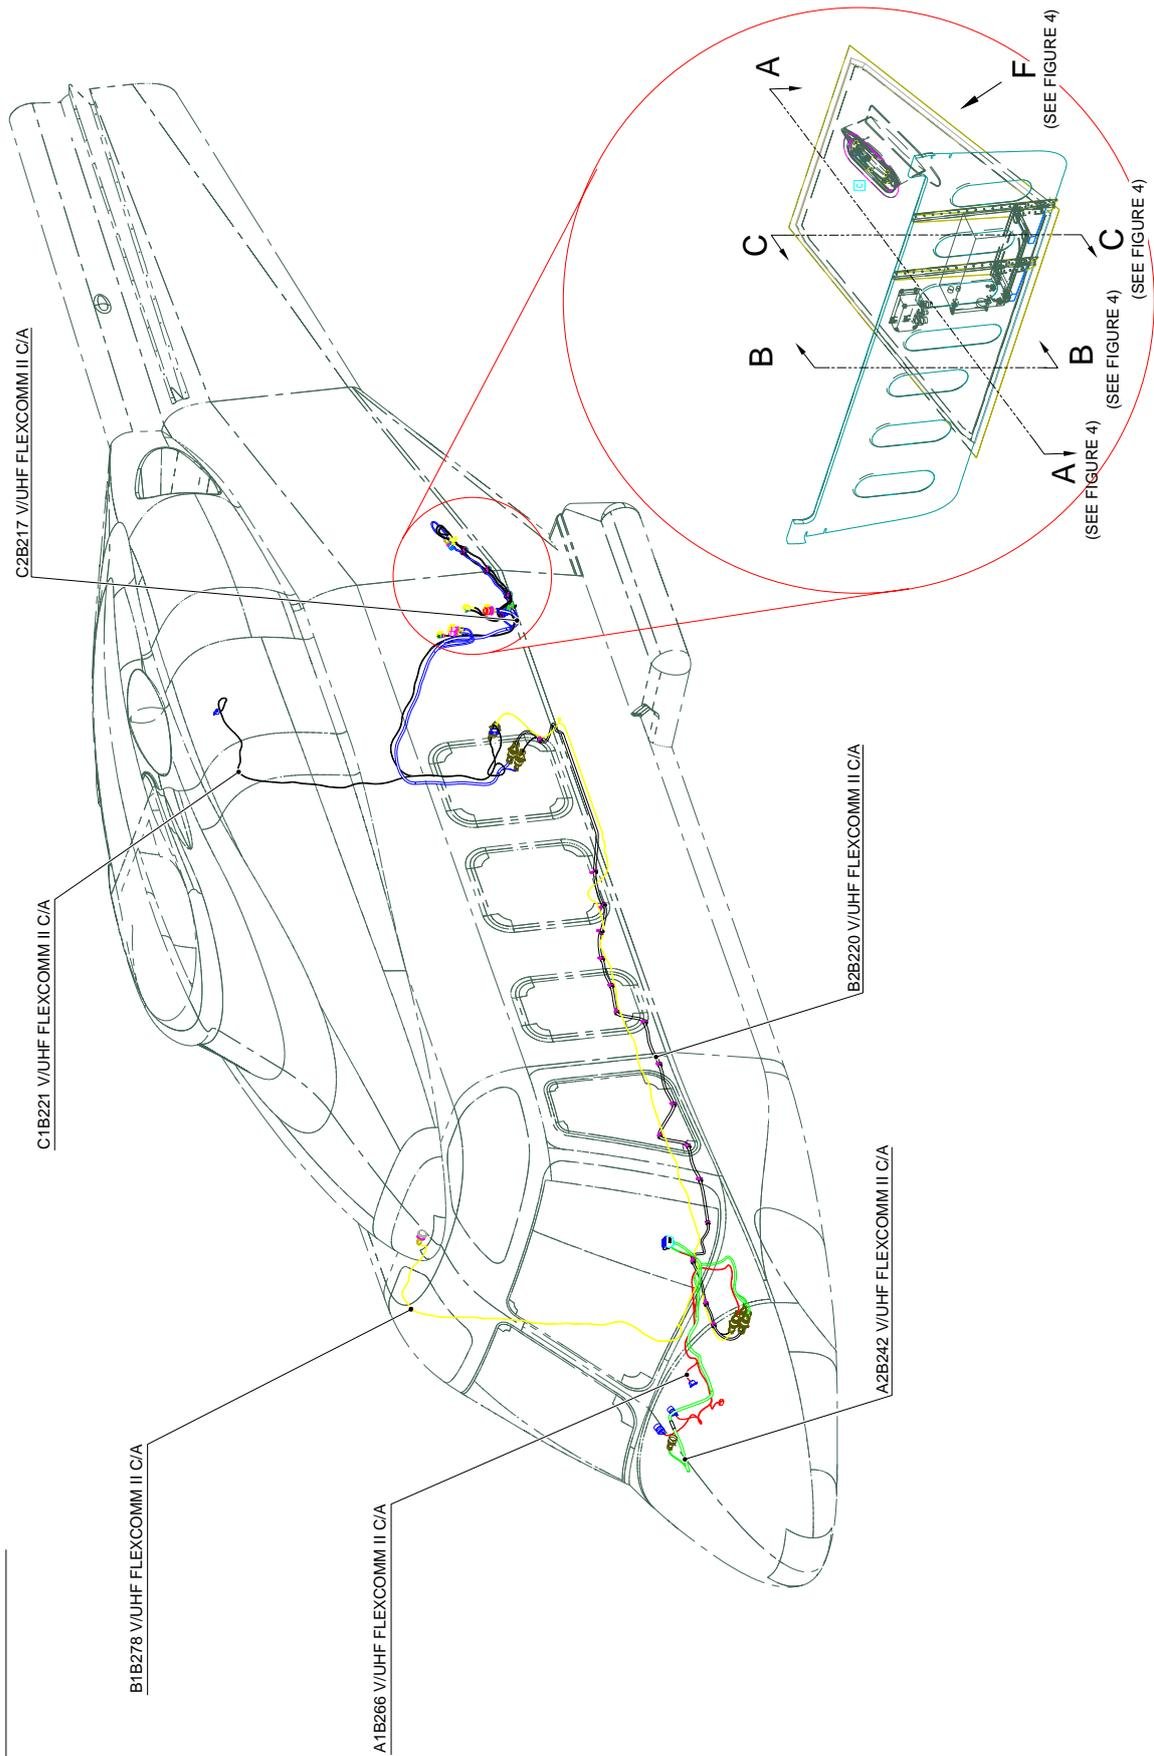 C2B217 V/UHF FLEXCOMM II C/A
C1B221 V/UHF FLEXCOMM II C/A
B1B278 V/UHF FLEXCOMM II C/A
A1B266 V/UHF FLEXCOMM II C/A
A2B242 V/UHF FLEXCOMM II C/A
B2B220 V/UHF FLEXCOMM II C/A
A
F
(SEE FIGURE 4)
C
C
C
(SEE FIGURE 4)
B
B
(SEE FIGURE 4)
A
(SEE FIGURE 4)